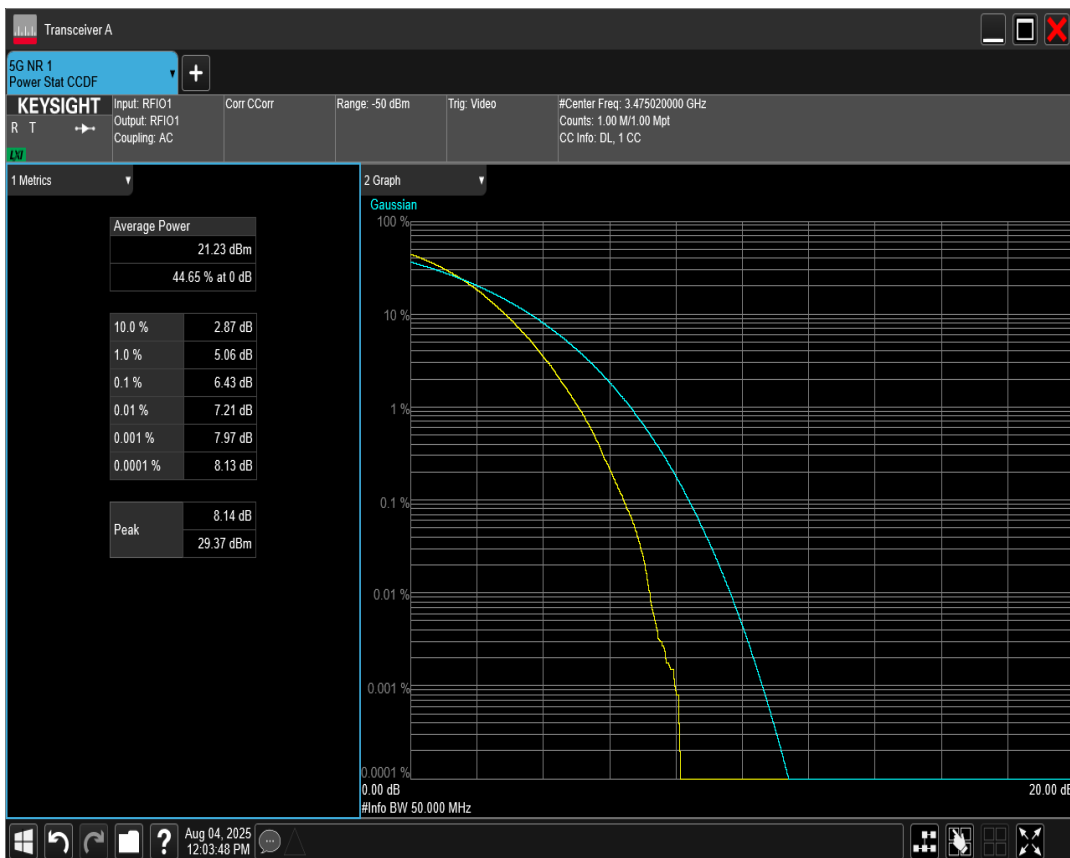 Transceiver A
5G NR 1
Power Stat CCDF
+
KEYSIGHT
R T
LXI
Input: RFIO1
Output: RFIO1
Coupling: AC
Corr CCorr
Range: -50 dBm
Trig: Video
#Center Freq: 3.475020000 GHz
Counts: 1.00 M/1.00 Mpt
CC Info: DL, 1 CC
1 Metrics
Average Power
21.23 dBm
44.65 % at 0 dB
10.0 % 2.87 dB
1.0 % 5.06 dB
0.1 % 6.43 dB
0.01 % 7.21 dB
0.001 % 7.97 dB
0.0001 % 8.13 dB
Peak
8.14 dB
29.37 dBm
2 Graph
Gaussian
100 %
10 %
1 %
0.1 %
0.01 %
0.001 %
0.0001 %
0.00 dB 20.00 dB
#Info BW 50.000 MHz
?
Aug 04, 2025
12:03:48 PM